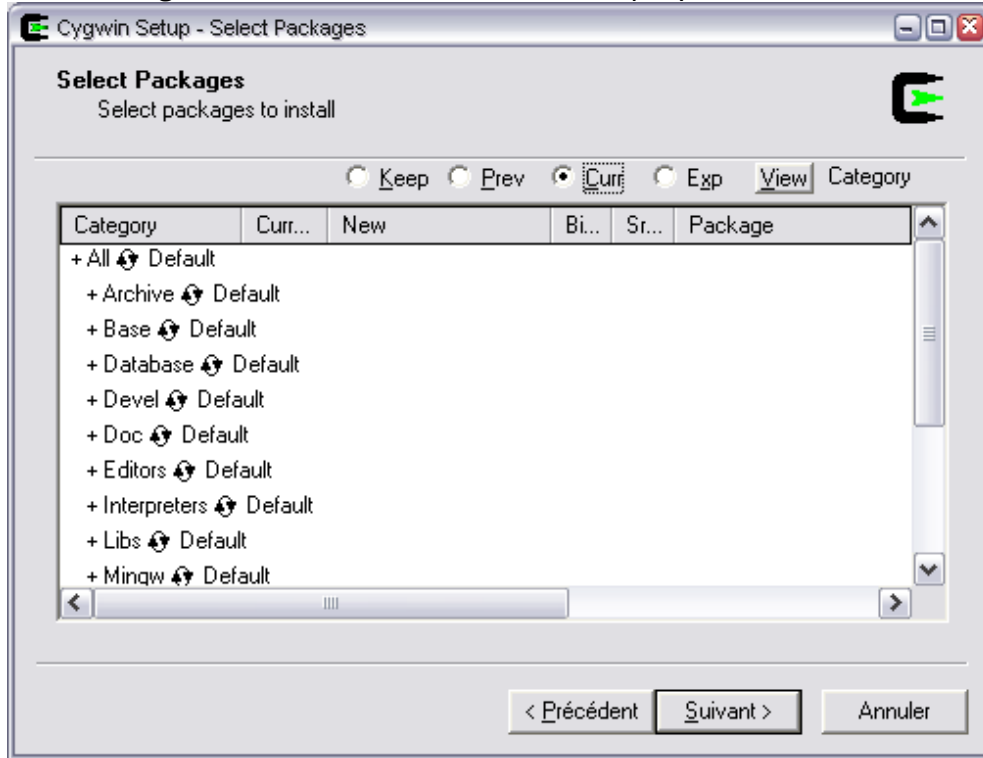 Cygwin Setup - Select Packages
Select Packages
Select packages to install
Keep Prev Curr Exp View Category
Category Curr... New Bi... Sr... Package
+ All Default
+ Archive Default
+ Base Default
+ Database Default
+ Devel Default
+ Doc Default
+ Editors Default
+ Interpreters Default
+ Libs Default
+ Mingw Default
< Précédent Suivant > Annuler